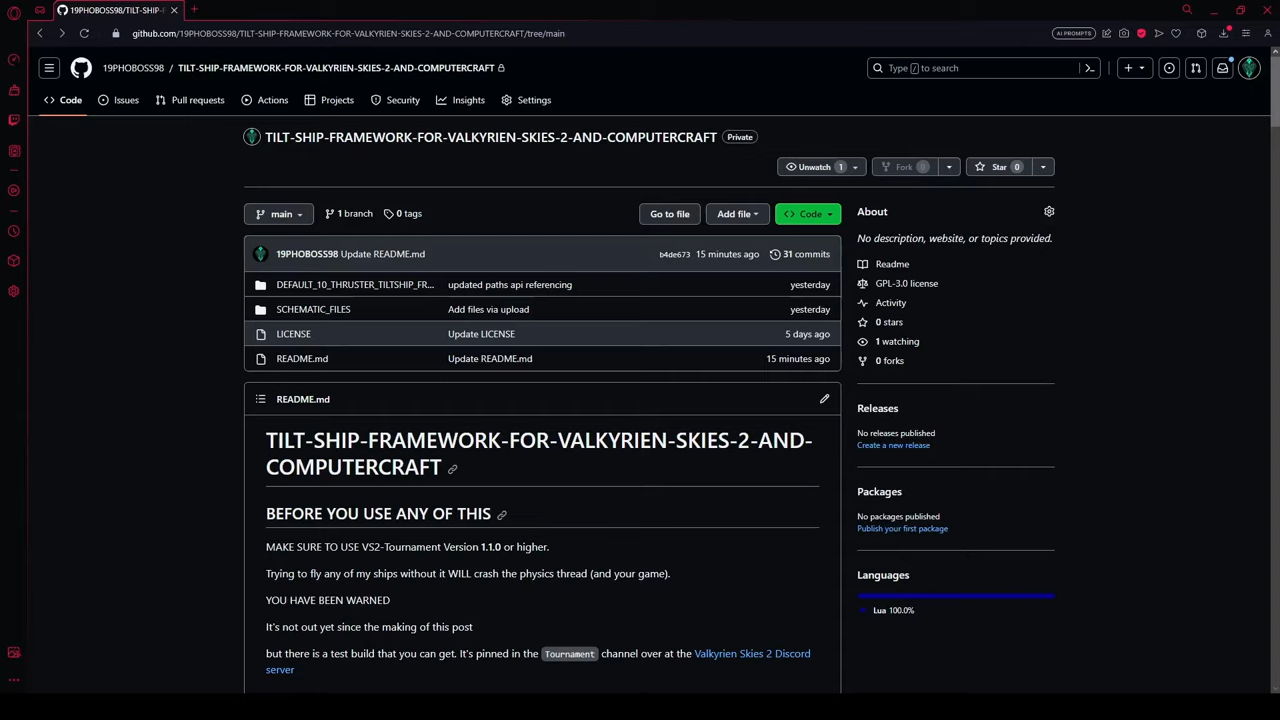 19PHOBOSS98/TILT-SHIP-
github.com/19PHOBOSS98/TILT-SHIP-FRAMEWORK-FOR-VALKYRIEN-SKIES-2-AND-COMPUTERCRAFT/tree/main
AI PROMPTS
19PHOBOSS98 / TILT-SHIP-FRAMEWORK-FOR-VALKYRIEN-SKIES-2-AND-COMPUTERCRAFT
Type / to search
Code Issues Pull requests Actions Projects Security Insights Settings
TILT-SHIP-FRAMEWORK-FOR-VALKYRIEN-SKIES-2-AND-COMPUTERCRAFT Private
Unwatch 1 Fork 0 Star 0
main 1 branch 0 tags Go to file Add file Code
19PHOBOSS98 Update README.md b4de673 15 minutes ago 31 commits
DEFAULT_10_THRUSTER_TILTSHIP_FR... updated paths api referencing yesterday
SCHEMATIC_FILES Add files via upload yesterday
LICENSE Update LICENSE 5 days ago
README.md Update README.md 15 minutes ago
README.md
TILT-SHIP-FRAMEWORK-FOR-VALKYRIEN-SKIES-2-AND-
COMPUTERCRAFT
BEFORE YOU USE ANY OF THIS
MAKE SURE TO USE VS2-Tournament Version 1.1.0 or higher.
Trying to fly any of my ships without it WILL crash the physics thread (and your game).
YOU HAVE BEEN WARNED
It's not out yet since the making of this post
but there is a test build that you can get. It's pinned in the Tournament channel over at the Valkyrien Skies 2 Discord
server
About
No description, website, or topics provided.
Readme
GPL-3.0 license
Activity
0 stars
1 watching
0 forks
Releases
No releases published
Create a new release
Packages
No packages published
Publish your first package
Languages
Lua 100.0%